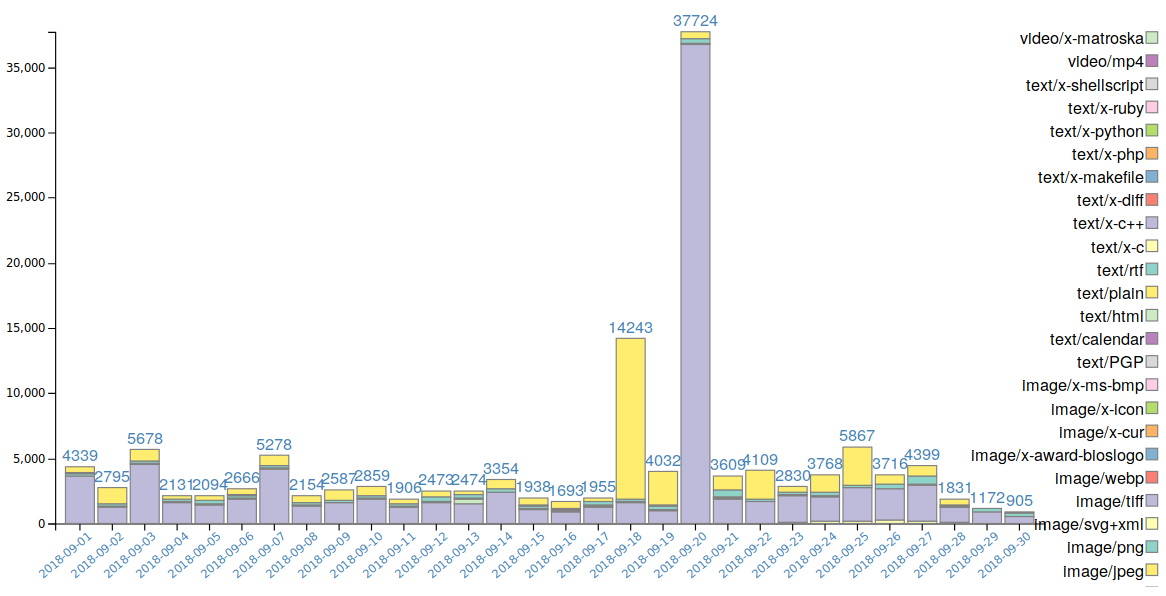 37724
35,000
30,000
25,000
20,000
15,000
10,000
5,000
0
4339
2795
5678
2131
2094
2666
5278
2154
2587
2859
1906
2473
2474
3354
1938
1693
1955
14243
4032
3609
4109
2830
3768
5867
3716
4399
1831
1172
905
2018-09-01
2018-09-02
2018-09-03
2018-09-04
2018-09-05
2018-09-06
2018-09-07
2018-09-08
2018-09-09
2018-09-10
2018-09-11
2018-09-12
2018-09-13
2018-09-14
2018-09-15
2018-09-16
2018-09-17
2018-09-18
2018-09-19
2018-09-20
2018-09-21
2018-09-22
2018-09-23
2018-09-24
2018-09-25
2018-09-26
2018-09-27
2018-09-28
2018-09-29
2018-09-30
video/x-matroska
video/mp4
text/x-shellscript
text/x-ruby
text/x-python
text/x-php
text/x-makefile
text/x-diff
text/x-c++
text/x-c
text/rtf
text/plain
text/html
text/calendar
text/PGP
image/x-ms-bmp
image/x-icon
image/x-cur
image/x-award-bioslogo
image/webp
image/tiff
image/svg+xml
image/png
image/jpeg